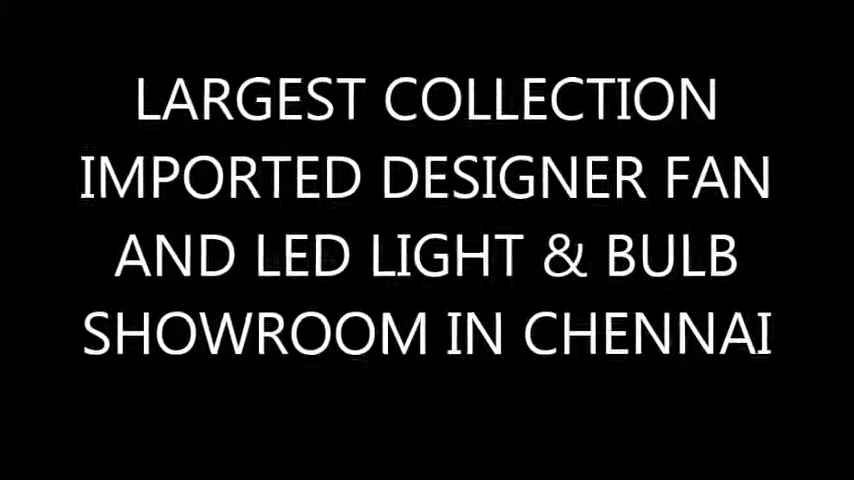 LARGEST COLLECTION
IMPORTED DESIGNER FAN
AND LED LIGHT & BULB
SHOWROOM IN CHENNAI